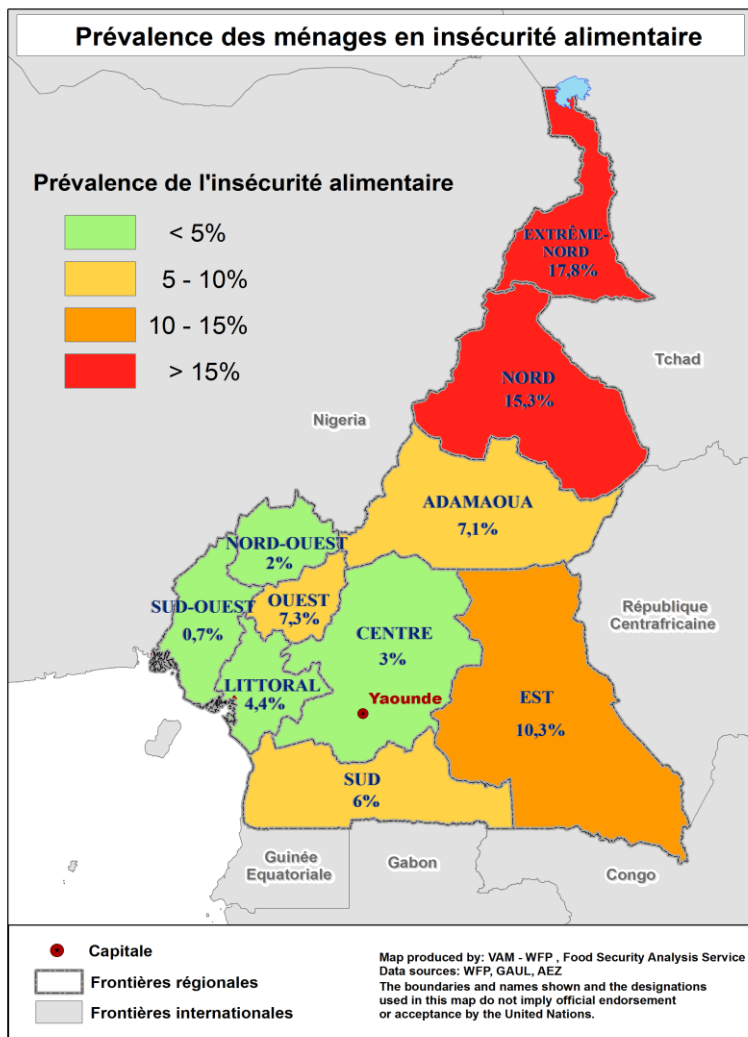 Prévalence des ménages en insécurité alimentaire
Prévalence de l'insécurité alimentaire
< 5%
5 - 10%
10 - 15%
> 15%
EXTRÊME-
NORD
17,8%
Tchad
NORD
15,3%
Nigeria
ADAMAOUA
7,1%
NORD-OUEST
2%
SUD-OUEST
0,7%
OUEST
7,3%
République
Centrafricaine
CENTRE
3%
LITTORAL
4,4%
Yaounde
EST
10,3%
SUD
6%
Guinée
Equatoriale
Gabon
Congo
Capitale
Frontières régionales
Frontières internationales
Map produced by: VAM - WFP , Food Security Analysis Service
Data sources: WFP, GAUL, AEZ
The boundaries and names shown and the designations
used in this map do not imply official endorsement
or acceptance by the United Nations.